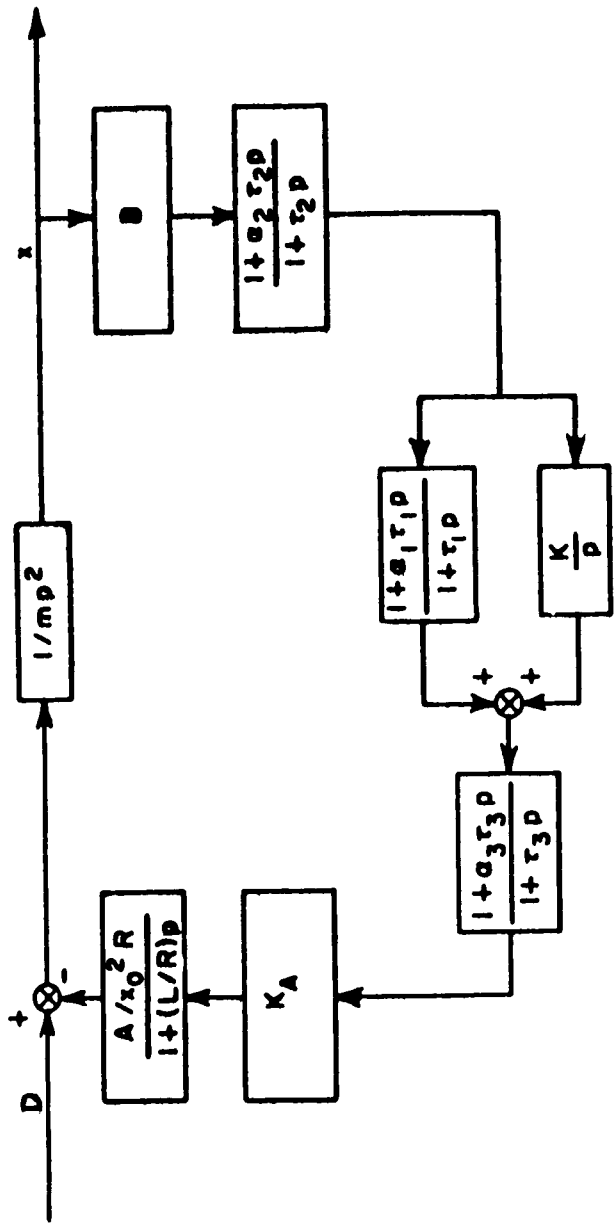 D
+
-
1/mp²
x
B
1+a₂τ₂p
1+τ₂p
1+a₁τ₁p
1+τ₁p
K
p
+
+
1+a₃τ₃p
1+τ₃p
K_A
A/x₀²R
1+(L/R)p